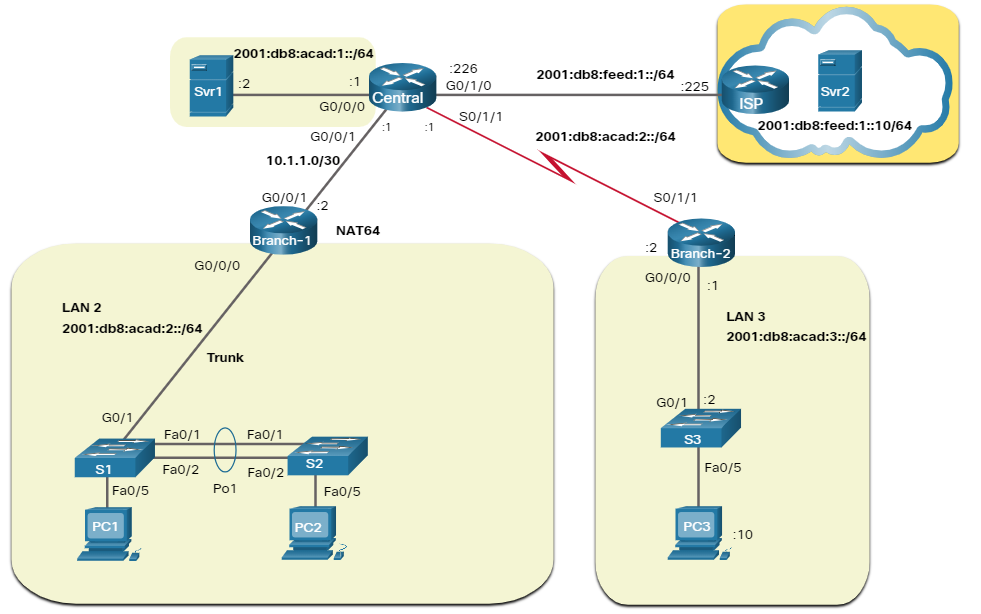 2001:db8:acad:1::/64
Svr1
:2
:1
G0/0/0
Central
:226
G0/1/0
2001:db8:feed:1::/64
:225
ISP
Svr2
2001:db8:feed:1::10/64
G0/0/1
:1
:1
S0/1/1
2001:db8:acad:2::/64
10.1.1.0/30
G0/0/1
:2
Branch-1
NAT64
S0/1/1
:2
Branch-2
G0/0/0
G0/0/0
:1
LAN 2
2001:db8:acad:2::/64
Trunk
LAN 3
2001:db8:acad:3::/64
G0/1
G0/1
:2
S1
Fa0/1
Fa0/1
Fa0/2
Fa0/2
Po1
S2
S3
Fa0/5
Fa0/5
Fa0/5
PC1
PC2
PC3
:10